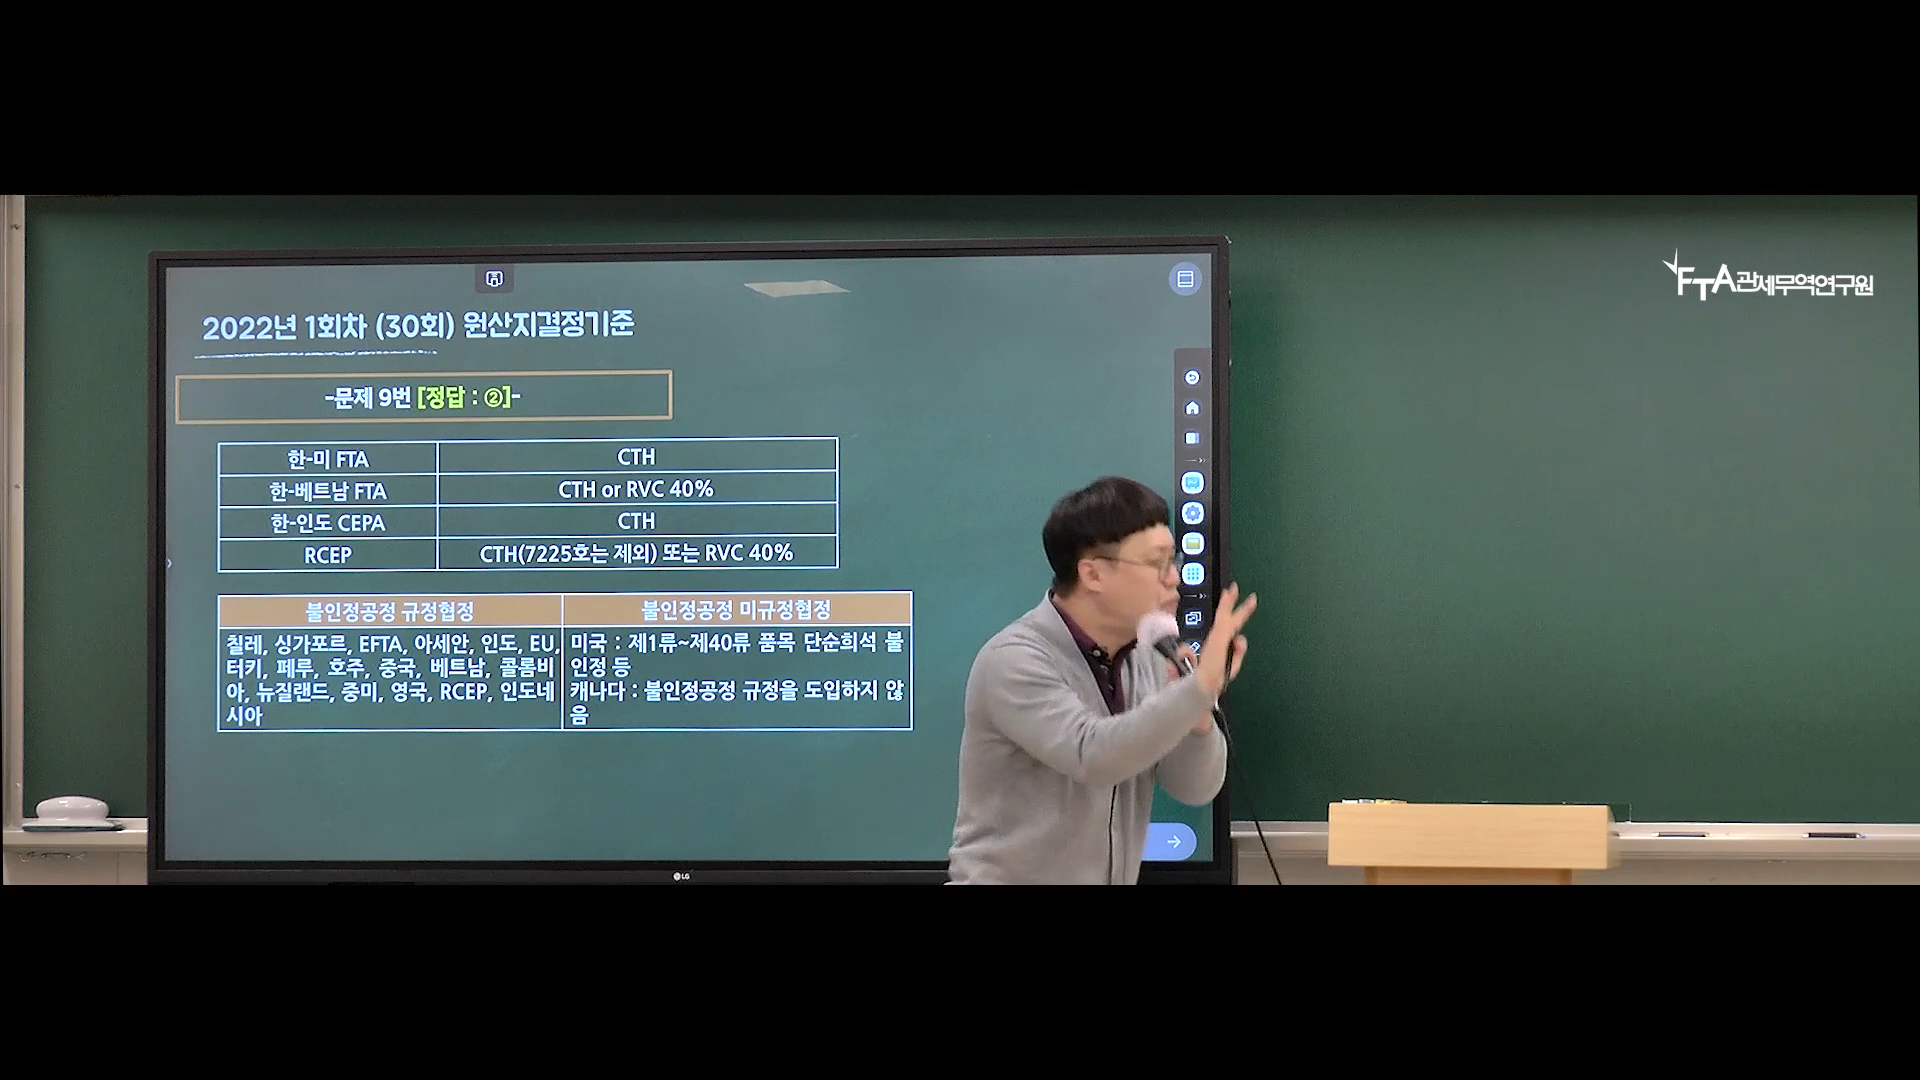 FTA관세무역연구원
2022년 1회차 (30회) 원산지결정기준
-문제 9번 [정답 : ②]-
한-미 FTA CTH
한-베트남 FTA CTH or RVC 40%
한-인도 CEPA CTH
RCEP CTH(7225호는 제외) 또는 RVC 40%
불인정공정 규정협정 불인정공정 미규정협정
칠레, 싱가포르, EFTA, 아세안, 인도, EU,
터키, 페루, 호주, 중국, 베트남, 콜롬비
아, 뉴질랜드, 중미, 영국, RCEP, 인도네
시아
미국 : 제1류~제40류 품목 단순희석 불
인정 등
캐나다 : 불인정공정 규정을 도입하지 않
음
LG